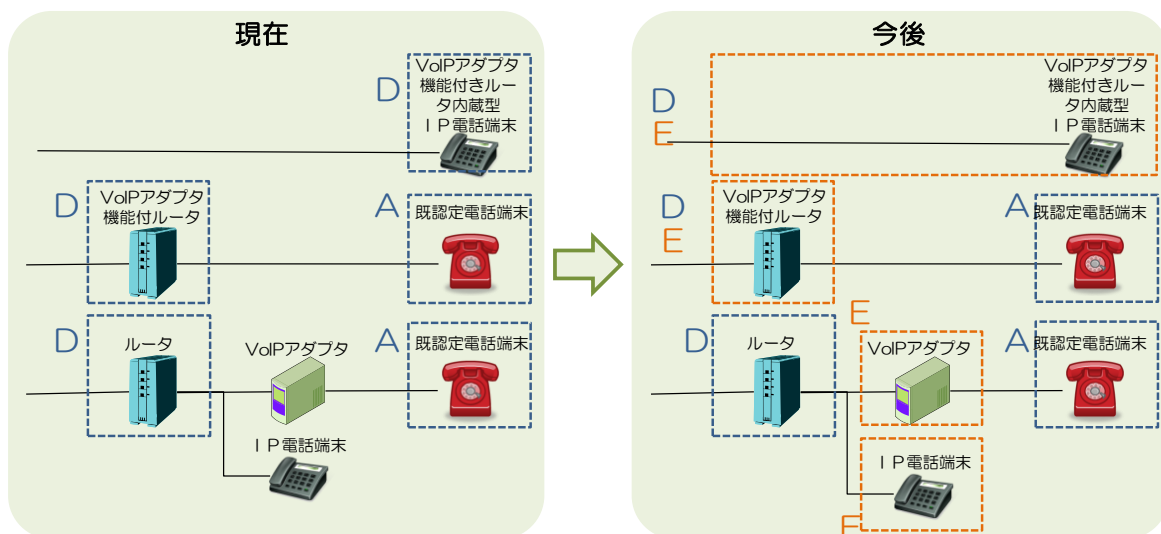 現在
D
VoIPアダプタ
機能付きルー
タ内蔵型
IP電話端末
D
VoIPアダプタ
機能付ルータ
A
既認定電話端末
D
ルータ
VoIPアダプタ
A
既認定電話端末
IP電話端末
今後
D
E
VoIPアダプタ
機能付きルー
タ内蔵型
IP電話端末
D
E
VoIPアダプタ
機能付ルータ
A
既認定電話端末
D
ルータ
E
VoIPアダプタ
A
既認定電話端末
IP電話端末
E